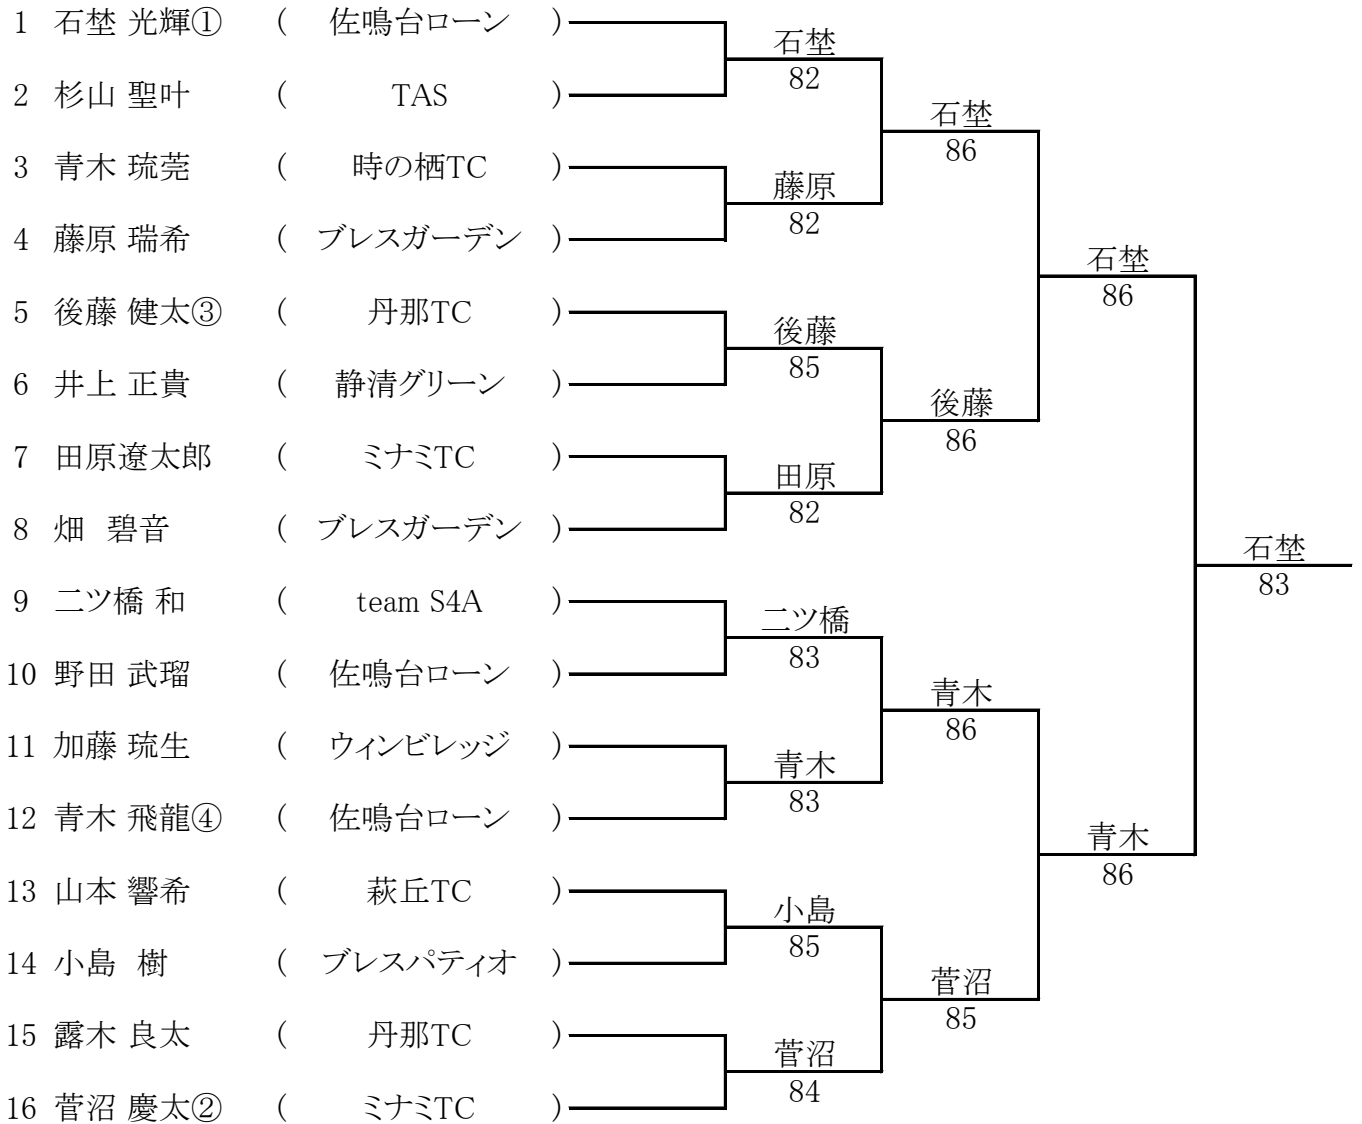 1 石埜 光輝① ( 佐鳴台ローン )
石埜
82
2 杉山 聖叶 ( TAS )
石埜
86
3 青木 琉莞 ( 時の栖TC )
藤原
82
4 藤原 瑞希 ( ブレスガーデン )
石埜
86
5 後藤 健太③ ( 丹那TC )
後藤
85
6 井上 正貴 ( 静清グリーン )
後藤
86
7 田原遼太郎 ( ミナミTC )
田原
82
8 畑 碧音 ( ブレスガーデン )
石埜
83
9 二ツ橋 和 ( team S4A )
二ツ橋
83
10 野田 武瑠 ( 佐鳴台ローン )
青木
86
11 加藤 琉生 ( ウィンビレッジ )
青木
83
12 青木 飛龍④ ( 佐鳴台ローン )
青木
86
13 山本 響希 ( 萩丘TC )
小島
85
14 小島 樹 ( ブレスパティオ )
菅沼
85
15 露木 良太 ( 丹那TC )
菅沼
84
16 菅沼 慶太② ( ミナミTC )